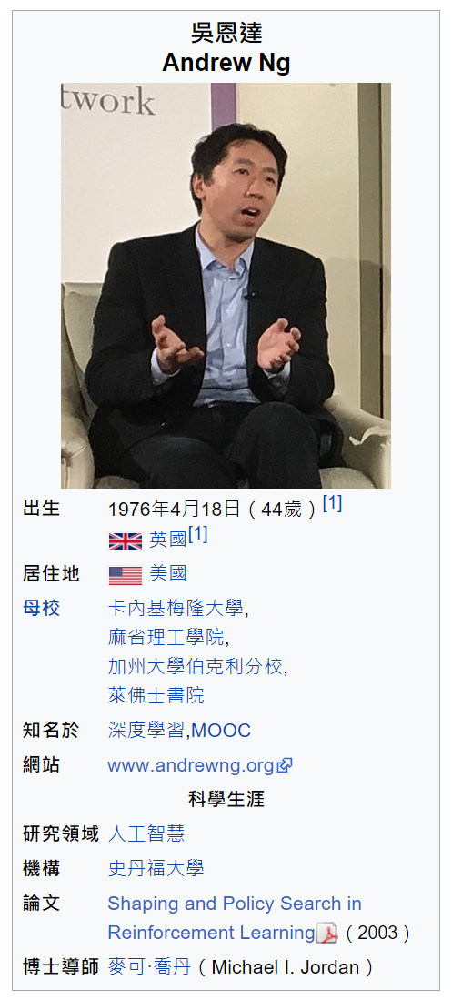 吳恩達
Andrew Ng
twork
出生 1976年4月18日（44歲）[1]
英國[1]
居住地 美國
母校 卡內基梅隆大學,
麻省理工學院,
加州大學伯克利分校,
萊佛士書院
知名於 深度學習,MOOC
網站 www.andrewng.org
科學生涯
研究領域 人工智慧
機構 史丹福大學
論文 Shaping and Policy Search in
Reinforcement Learning（2003）
博士導師 麥可·喬丹（Michael I. Jordan）